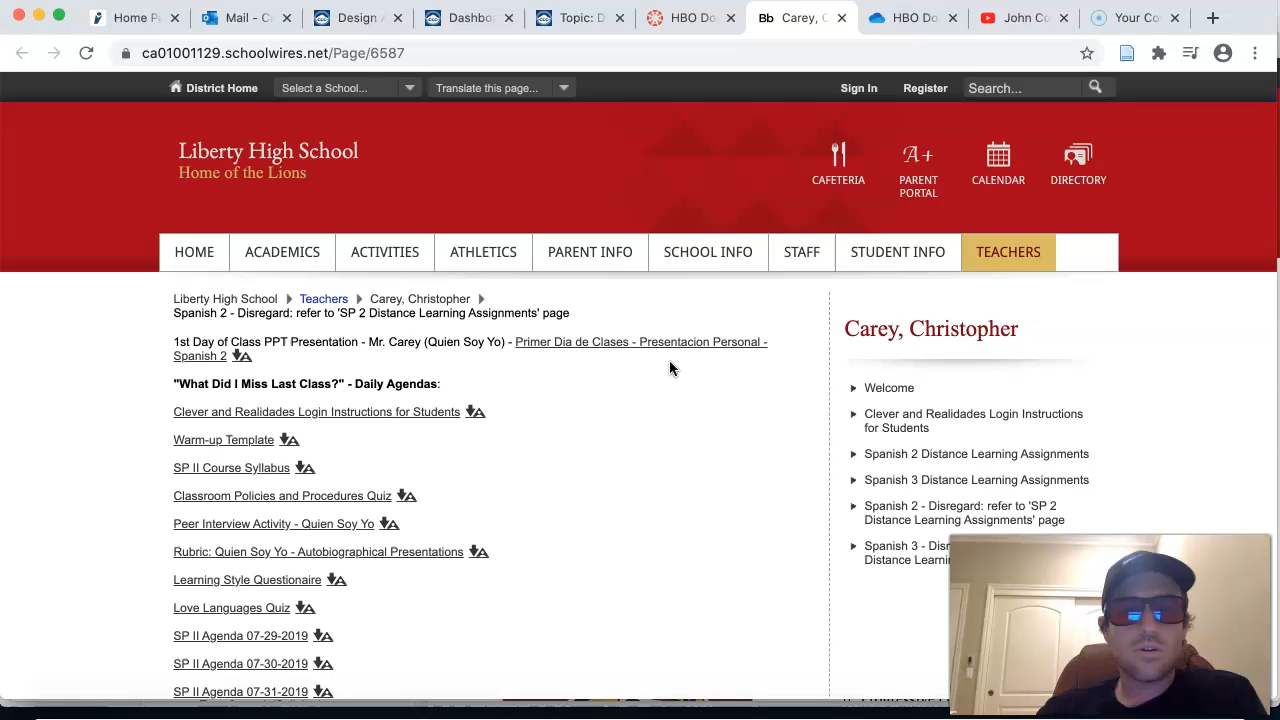 Home P
Mail - C
Design
Dashbo
Topic: D
HBO Do
Bb Carey, C
HBO Do
John Co
Your Co
ca01001129.schoolwires.net/Page/6587
District Home
Select a School...
Translate this page...
Sign In
Register
Search...
Liberty High School
Home of the Lions
CAFETERIA
A+
PARENT
PORTAL
CALENDAR
DIRECTORY
HOME
ACADEMICS
ACTIVITIES
ATHLETICS
PARENT INFO
SCHOOL INFO
STAFF
STUDENT INFO
TEACHERS
Liberty High School Teachers Carey, Christopher
Spanish 2 - Disregard: refer to 'SP 2 Distance Learning Assignments' page
1st Day of Class PPT Presentation - Mr. Carey (Quien Soy Yo) - Primer Dia de Clases - Presentacion Personal -
Spanish 2
"What Did I Miss Last Class?" - Daily Agendas:
Clever and Realidades Login Instructions for Students
Warm-up Template
SP II Course Syllabus
Classroom Policies and Procedures Quiz
Peer Interview Activity - Quien Soy Yo
Rubric: Quien Soy Yo - Autobiographical Presentations
Learning Style Questionaire
Love Languages Quiz
SP II Agenda 07-29-2019
SP II Agenda 07-30-2019
SP II Agenda 07-31-2019
Carey, Christopher
Welcome
Clever and Realidades Login Instructions
for Students
Spanish 2 Distance Learning Assignments
Spanish 3 Distance Learning Assignments
Spanish 2 - Disregard: refer to 'SP 2
Distance Learning Assignments' page
Spanish 3 - Disr
Distance Learnin